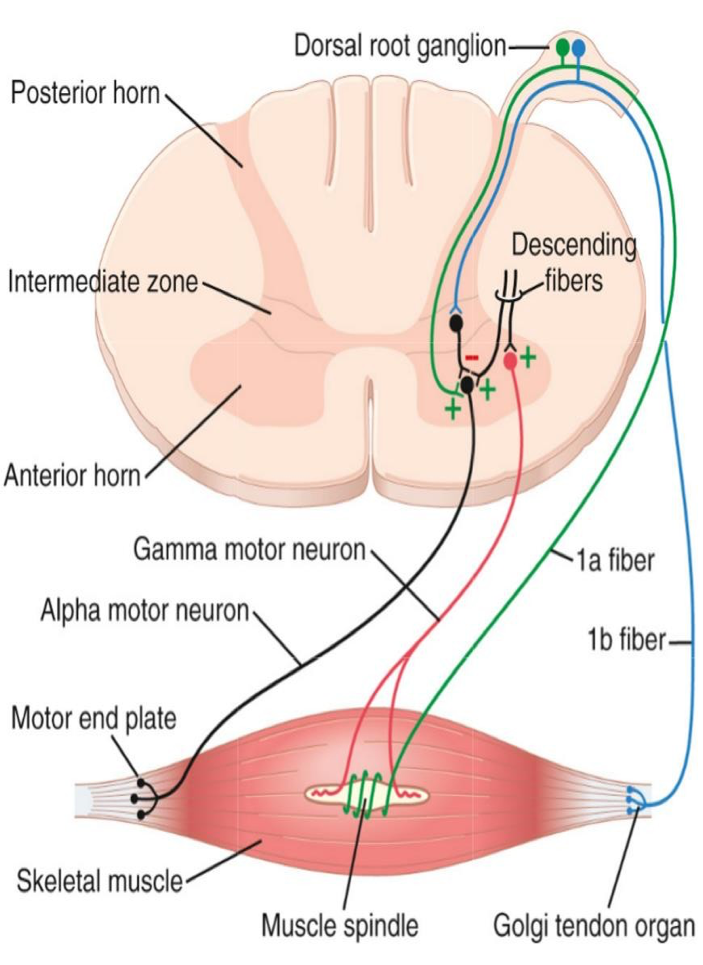 Dorsal root ganglion
Posterior horn
Descending
fibers
Intermediate zone
–
+
+
+
Anterior horn
Gamma motor neuron
1a fiber
Alpha motor neuron
1b fiber
Motor end plate
Skeletal muscle
Muscle spindle
Golgi tendon organ